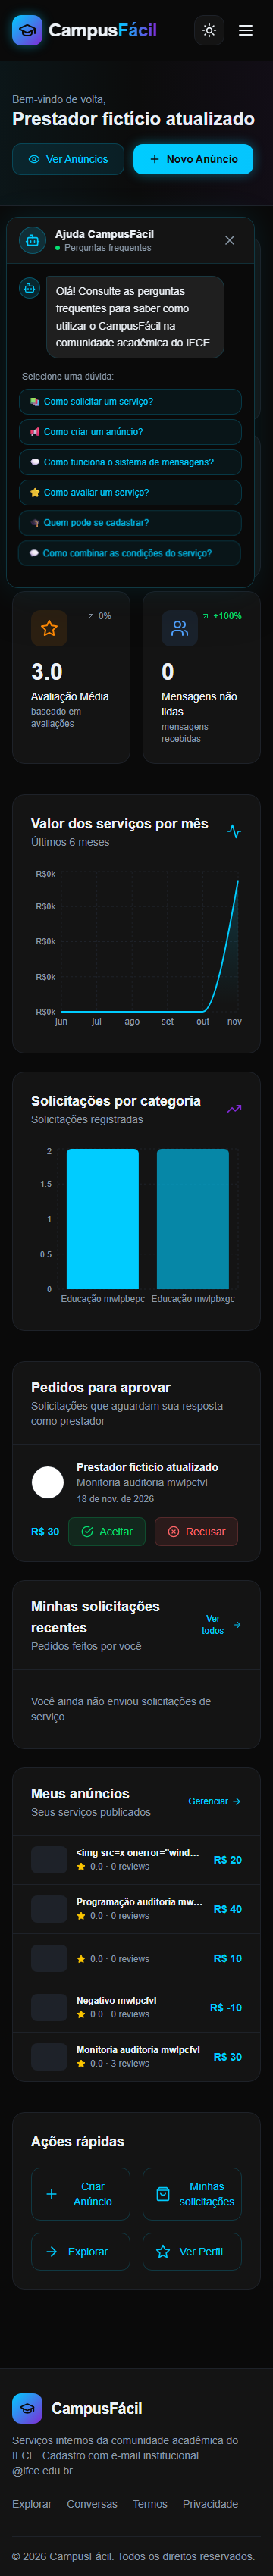 CampusFácil
Bem-vindo de volta,
Prestador fictício atualizado
Ver Anúncios
Novo Anúncio
Ajuda CampusFácil
Perguntas frequentes
Olá! Consulte as perguntas
frequentes para saber como
utilizar o CampusFácil na
comunidade acadêmica do IFCE.
Selecione uma dúvida:
📚 Como solicitar um serviço?
📢 Como criar um anúncio?
💬 Como funciona o sistema de mensagens?
⭐ Como avaliar um serviço?
🎓 Quem pode se cadastrar?
💬 Como combinar as condições do serviço?
0%
3.0
Avaliação Média
baseado em
avaliações
+100%
0
Mensagens não
lidas
mensagens
recebidas
Valor dos serviços por mês
Últimos 6 meses
R$0k
R$0k
R$0k
R$0k
R$0k
jun jul ago set out nov
Solicitações por categoria
Solicitações registradas
2
1.5
1
0.5
0
Educação mwlpbepc Educação mwlpbxgc
Pedidos para aprovar
Solicitações que aguardam sua resposta
como prestador
Prestador fictício atualizado
Monitoria auditoria mwlpcfvl
18 de nov. de 2026
R$ 30
Aceitar
Recusar
Minhas solicitações
recentes
Pedidos feitos por você
Ver
todos
Você ainda não enviou solicitações de
serviço.
Meus anúncios
Seus serviços publicados
Gerenciar
<img src=x onerror="wind...
0.0 · 0 reviews
R$ 20
Programação auditoria mw...
0.0 · 0 reviews
R$ 40
0.0 · 0 reviews
R$ 10
Negativo mwlpcfvl
0.0 · 0 reviews
R$ -10
Monitoria auditoria mwlpcfvl
0.0 · 3 reviews
R$ 30
Ações rápidas
Criar
Anúncio
Minhas
solicitações
Explorar
Ver Perfil
CampusFácil
Serviços internos da comunidade acadêmica do
IFCE. Cadastro com e-mail institucional
@ifce.edu.br.
Explorar Conversas Termos Privacidade
© 2026 CampusFácil. Todos os direitos reservados.